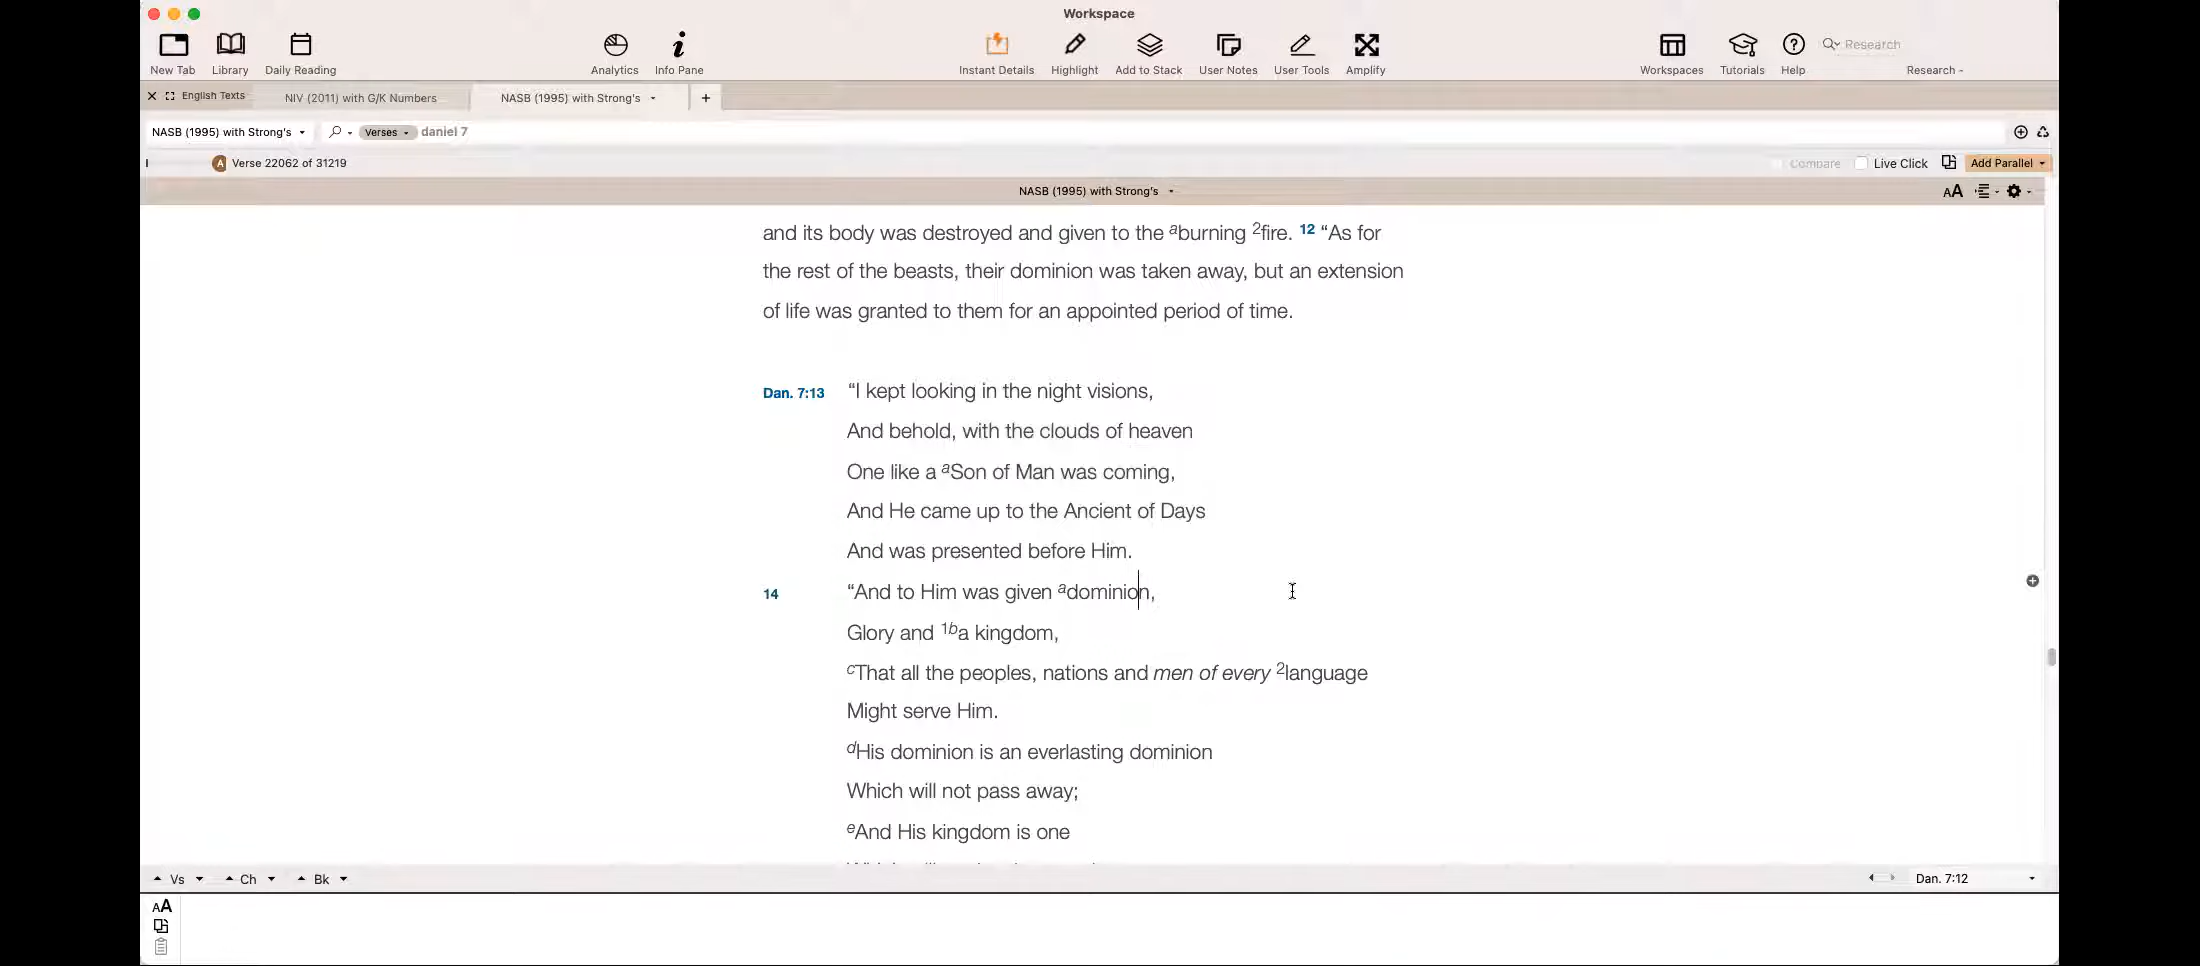 Workspace
New Tab Library Daily Reading Analytics Info Pane Instant Details Highlight Add to Stack User Notes User Tools Amplify Workspaces Tutorials Help Research Research
English Texts NIV (2011) with G/K Numbers NASB (1995) with Strong's +
NASB (1995) with Strong's Verses daniel 7
A Verse 22062 of 31219 Compare Live Click Add Parallel
NASB (1995) with Strong's AA
and its body was destroyed and given to the aburning 2fire. 12 “As for
the rest of the beasts, their dominion was taken away, but an extension
of life was granted to them for an appointed period of time.
Dan. 7:13 “I kept looking in the night visions,
And behold, with the clouds of heaven
One like a aSon of Man was coming,
And He came up to the Ancient of Days
And was presented before Him.
14 “And to Him was given adominion,
Glory and 1ba kingdom,
cThat all the peoples, nations and men of every 2language
Might serve Him.
dHis dominion is an everlasting dominion
Which will not pass away;
eAnd His kingdom is one
Vs Ch Bk Dan. 7:12
AA